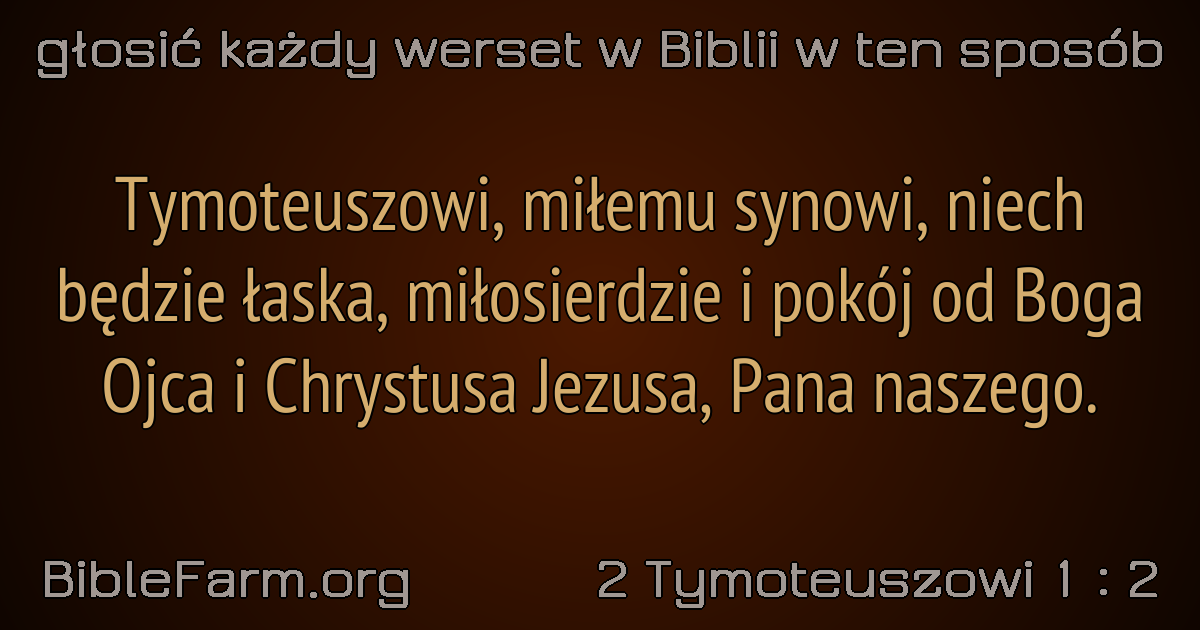 głosić każdy werset w Biblii w ten sposób
Tymoteuszowi, miłemu synowi, niech
będzie łaska, miłosierdzie i pokój od Boga
Ojca i Chrystusa Jezusa, Pana naszego.
BibleFarm.org
2 Tymoteuszowi 1 : 2